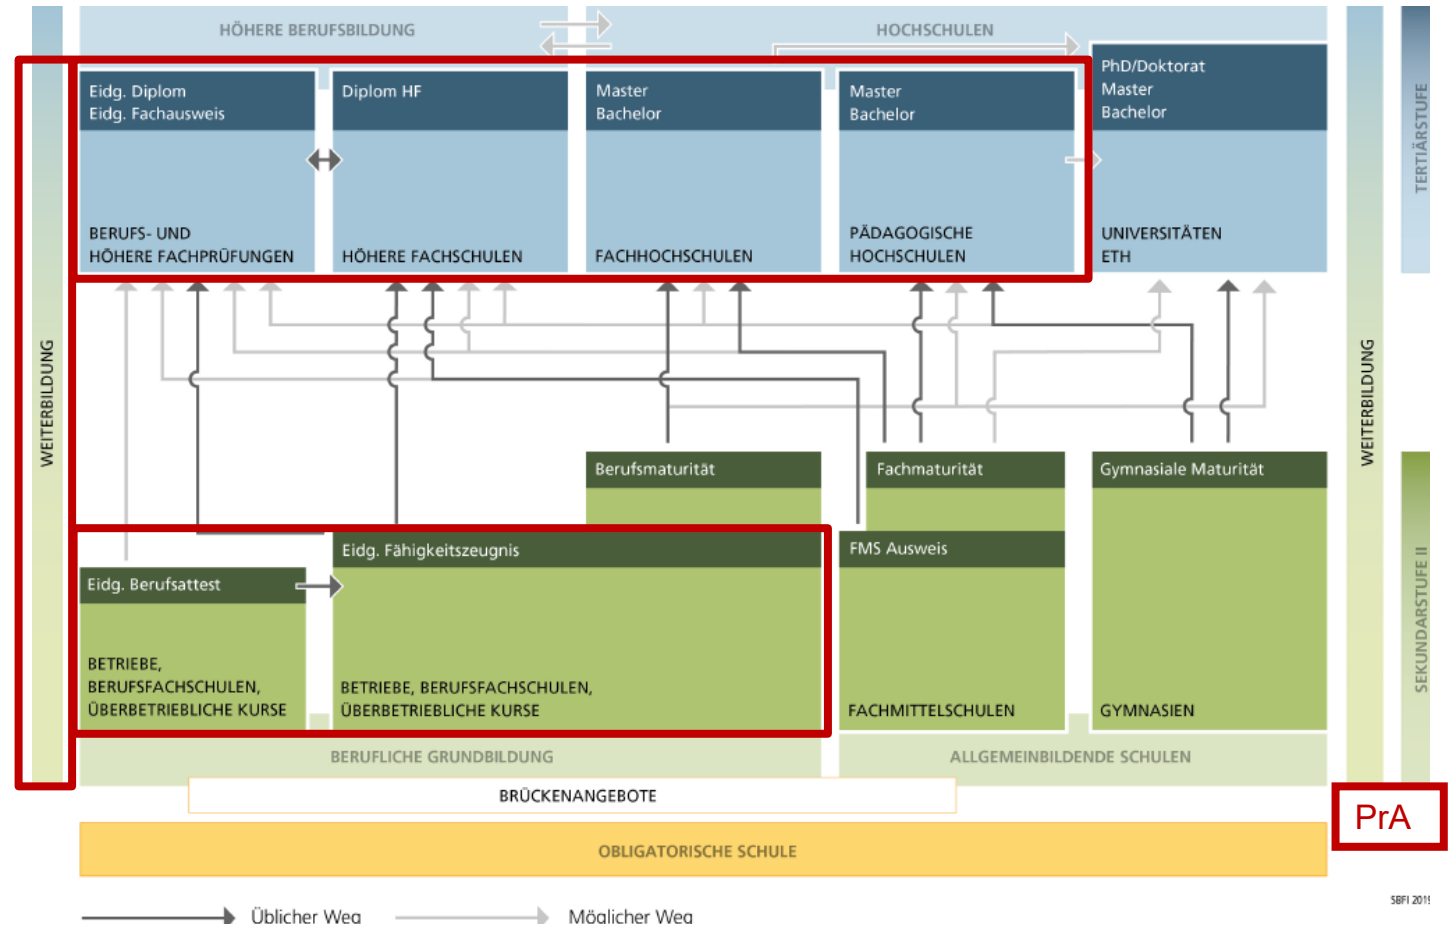 HÖHERE BERUFSBILDUNG
HOCHSCHULEN
Eidg. Diplom
Eidg. Fachausweis
BERUFS- UND
HÖHERE FACHPRÜFUNGEN
Diplom HF
HÖHERE FACHSCHULEN
Master
Bachelor
FACHHOCHSCHULEN
Master
Bachelor
PÄDAGOGISCHE
HOCHSCHULEN
PhD/Doktorat
Master
Bachelor
UNIVERSITÄTEN
ETH
TERTIÄRSTUFE
WEITERBILDUNG
WEITERBILDUNG
Berufsmaturität
Fachmaturität
Gymnasiale Maturität
Eidg. Berufsattest
BETRIEBE,
BERUFSFACHSCHULEN,
ÜBERBETRIEBLICHE KURSE
Eidg. Fähigkeitszeugnis
BETRIEBE, BERUFSFACHSCHULEN,
ÜBERBETRIEBLICHE KURSE
FMS Ausweis
FACHMITTELSCHULEN
GYMNASIEN
SEKUNDARSTUFE II
BERUFLICHE GRUNDBILDUNG
ALLGEMEINBILDENDE SCHULEN
BRÜCKENANGEBOTE
PrA
OBLIGATORISCHE SCHULE
SBFI 2019
Üblicher Weg
Möglicher Weg